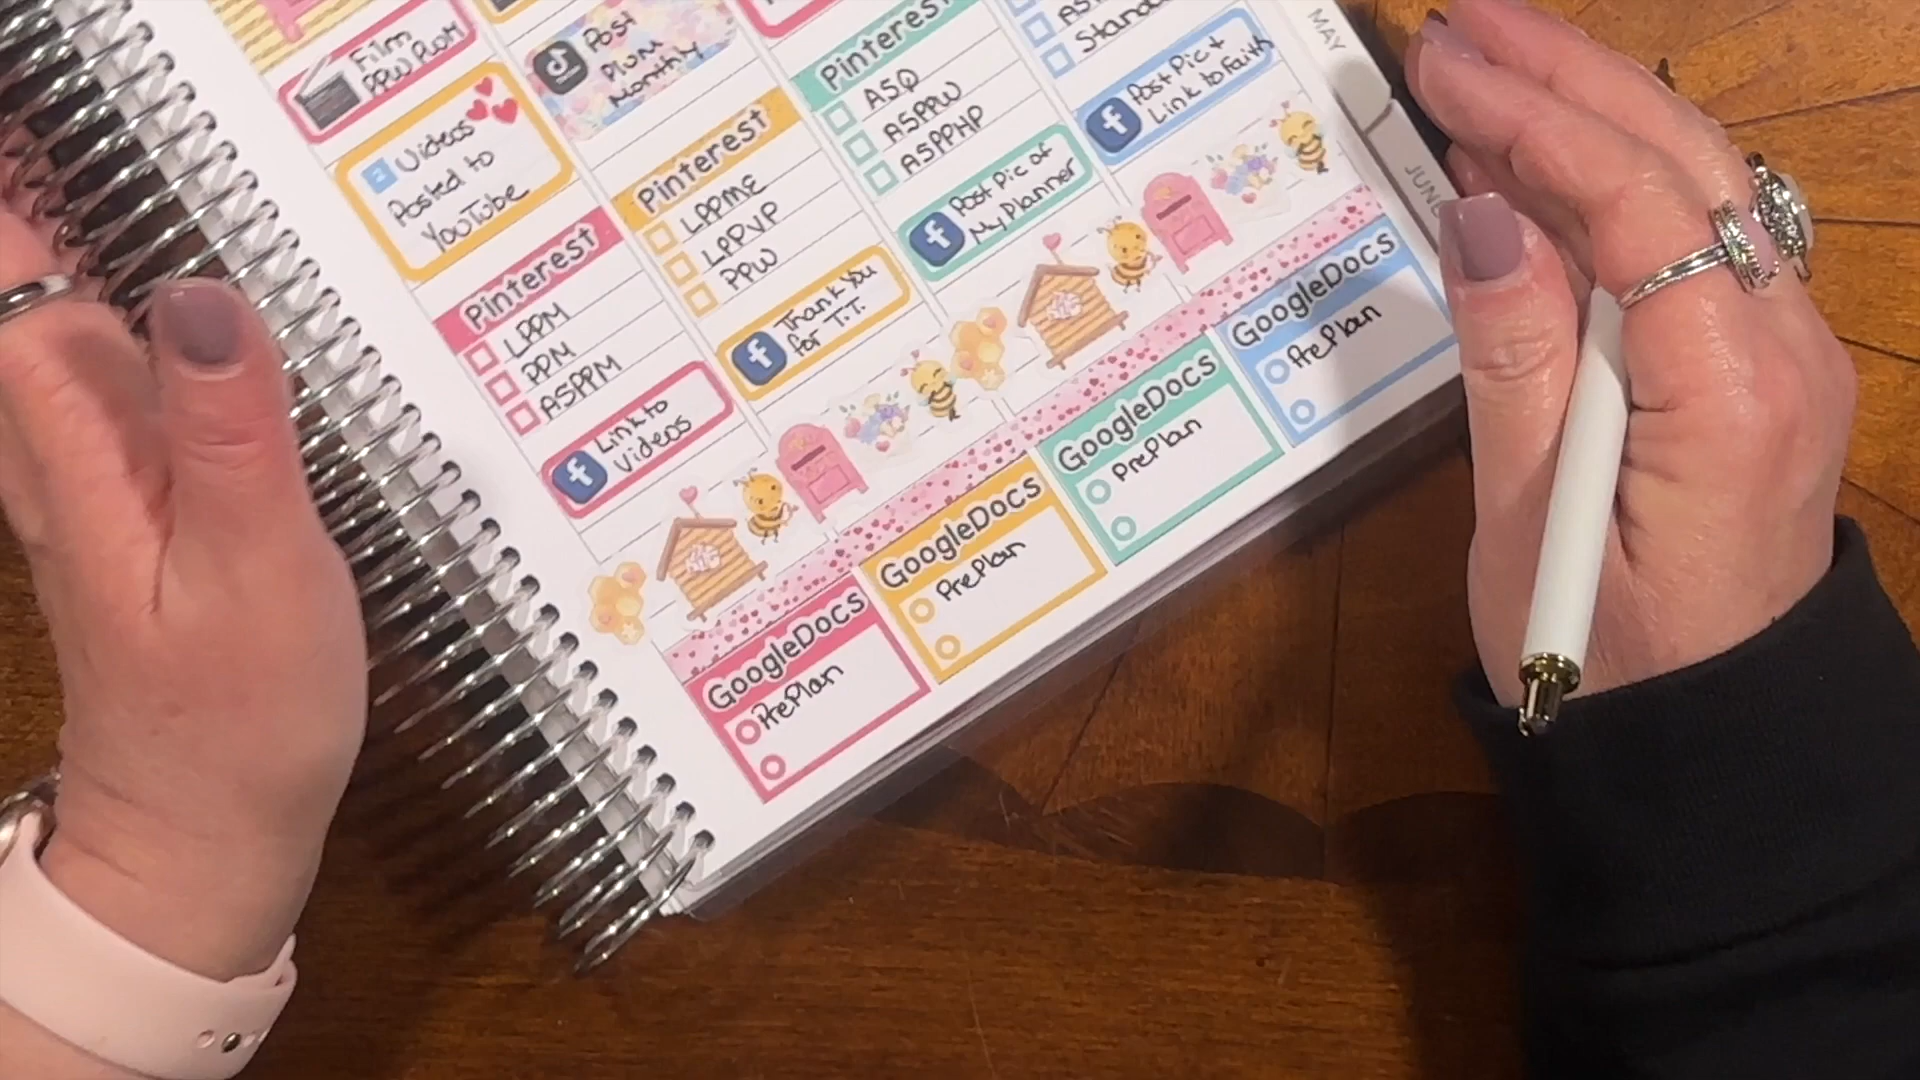 Film
PPW PWM
Videos
Posted to
YouTube
Pinterest
LPPM
PPM
ASPPM
Link to
Videos
GoogleDocs
PrePlan
Post
Plum
Monthly
Pinterest
LPPME
LPPVP
PPW
Thank You
for T.T.
GoogleDocs
PrePlan
Pinterest
ASQ
ASPPW
ASPPHP
Post Pic of
My Planner
GoogleDocs
PrePlan
Post Pic +
Link to Faith
GoogleDocs
PrePlan
MAY
JUNE